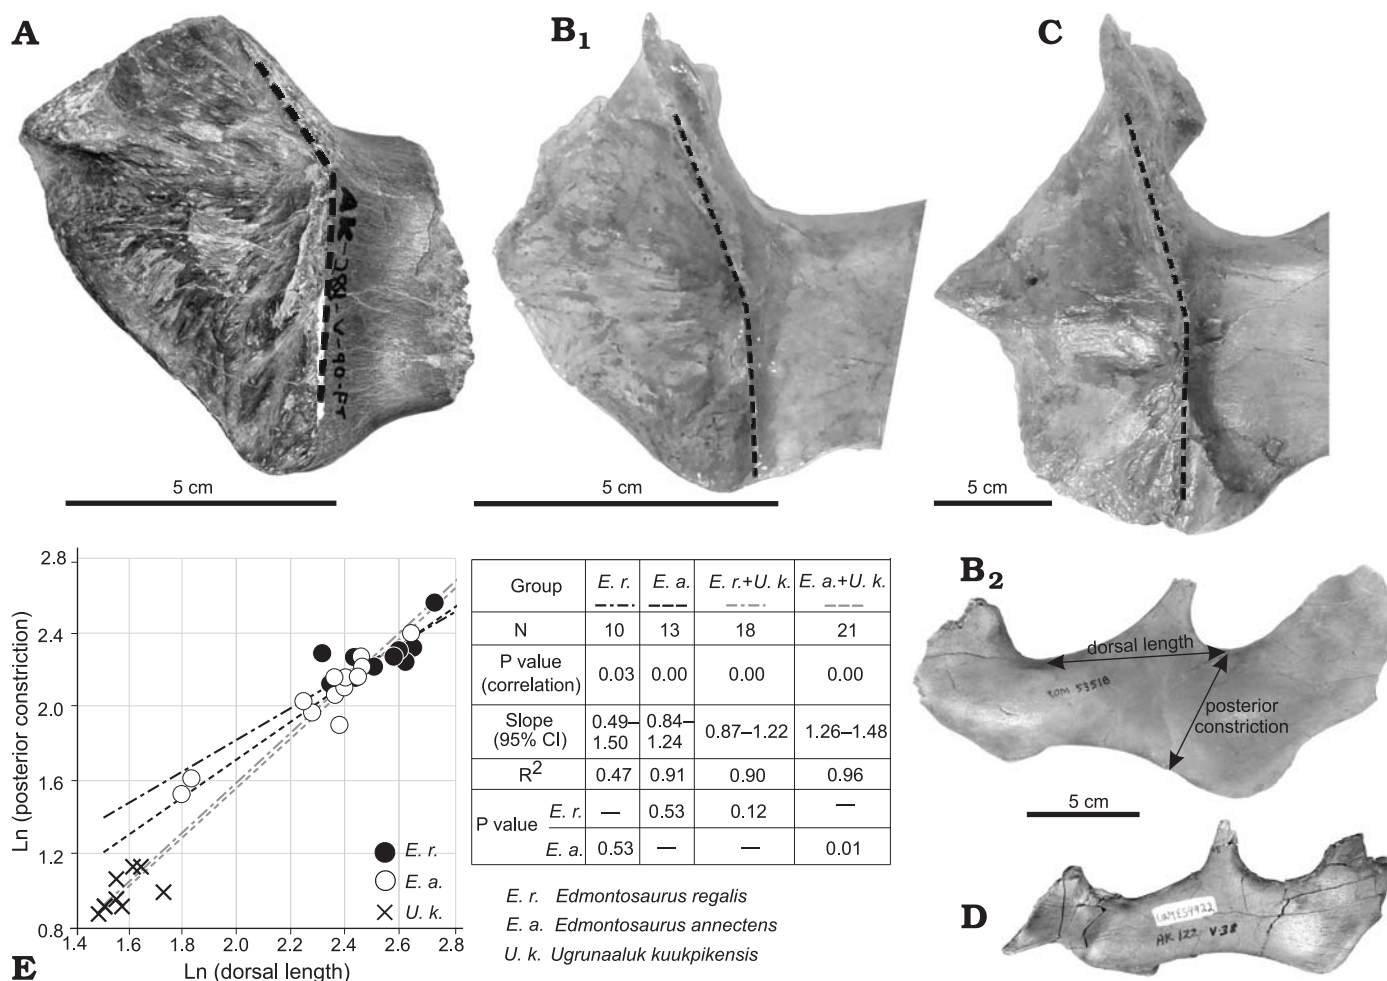 A
B1
C
AK-281-V-90-PT
5 cm
5 cm
5 cm
2.8
2.4
2.0
1.6
1.2
0.8
1.4
1.6
1.8
2.0
2.2
2.4
2.6
2.8
Ln (posterior constriction)
Ln (dorsal length)
E. r.
E. a.
U. k.
E
Group E. r. E. a. E. r.+U. k. E. a.+U. k.
N 10 13 18 21
P value (correlation) 0.03 0.00 0.00 0.00
Slope (95% CI) 0.49–1.50 0.84–1.24 0.87–1.22 1.26–1.48
R2 0.47 0.91 0.90 0.96
P value
E. r. — 0.53 0.12 —
E. a. 0.53 — — 0.01
E. r. Edmontosaurus regalis
E. a. Edmontosaurus annectens
U. k. Ugrunaaluk kuukpikensis
B2
dorsal length
ROM 53518
posterior
constriction
5 cm
D
AK 122 V-38